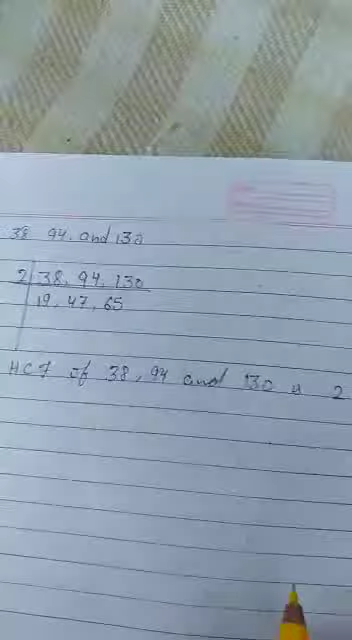 38 94, and 130
2 38, 94, 130
19, 47, 65
HCF of 38, 94 and 130 is 2